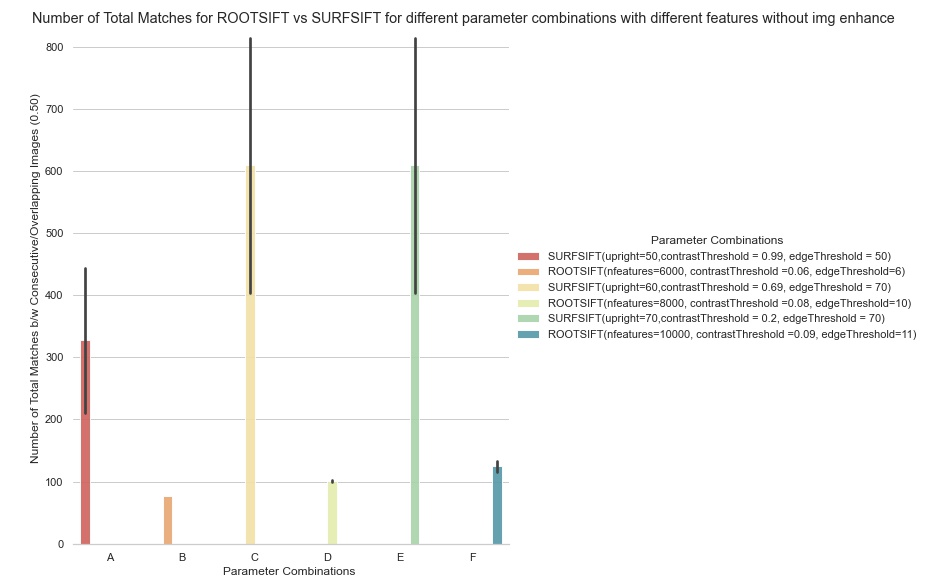 Number of Total Matches for ROOTSIFT vs SURFSIFT for different parameter combinations with different features without img enhance
Number of Total Matches b/w Consecutive/Overlapping Images (0.50)
800
700
600
500
400
300
200
100
0
A B C D E F
Parameter Combinations
Parameter Combinations
SURFSIFT(upright=50,contrastThreshold = 0.99, edgeThreshold = 50)
ROOTSIFT(nfeatures=6000, contrastThreshold =0.06, edgeThreshold=6)
SURFSIFT(upright=60,contrastThreshold = 0.69, edgeThreshold = 70)
ROOTSIFT(nfeatures=8000, contrastThreshold =0.08, edgeThreshold=10)
SURFSIFT(upright=70,contrastThreshold = 0.2, edgeThreshold = 70)
ROOTSIFT(nfeatures=10000, contrastThreshold =0.09, edgeThreshold=11)